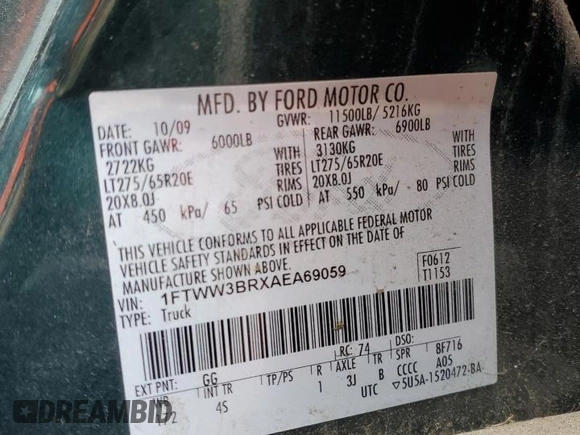 MFD. BY FORD MOTOR CO.
DATE: 10/09 GVWR: 11500LB/ 5216KG
FRONT GAWR: 6000LB REAR GAWR: 6900LB
2722KG WITH 3130KG WITH
LT275/65R20E TIRES LT275/65R20E TIRES
20X8.0J RIMS 20X8.0J RIMS
AT 450 kPa/ 65 PSI COLD AT 550 kPa/ 80 PSI COLD
THIS VEHICLE CONFORMS TO ALL APPLICABLE FEDERAL MOTOR
VEHICLE SAFETY STANDARDS IN EFFECT ON THE DATE OF
MANUFACTURE SHOWN ABOVE.
VIN: 1FTWW3BRXAEA69059 F0612
TYPE: Truck T1153
EXT PNT: GG RC: 74 DSO:
INT TR TP/PS R AXLE TR SPR 8F716
4S 1 3J B CCCC A05
UTC ▽5U5A-1520472-BA
DREAMBID